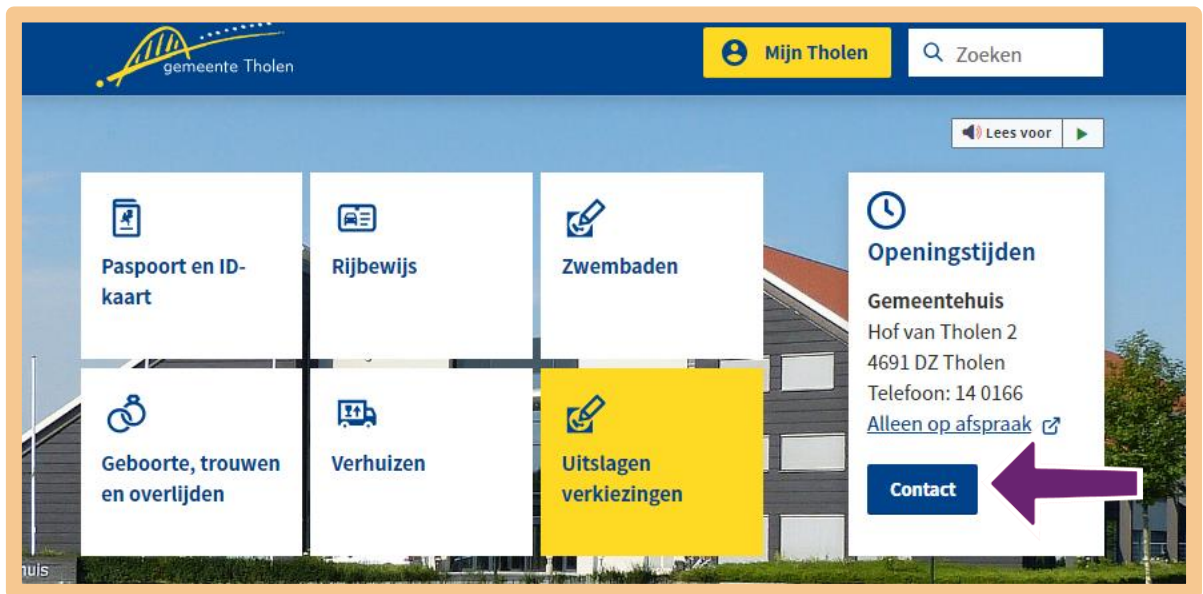 gemeente Tholen
Mijn Tholen
Zoeken
Lees voor
Paspoort en ID-
kaart
Rijbewijs
Zwembaden
Geboorte, trouwen
en overlijden
Verhuizen
Uitslagen
verkiezingen
Openingstijden
Gemeentehuis
Hof van Tholen 2
4691 DZ Tholen
Telefoon: 14 0166
Alleen op afspraak
Contact
huis